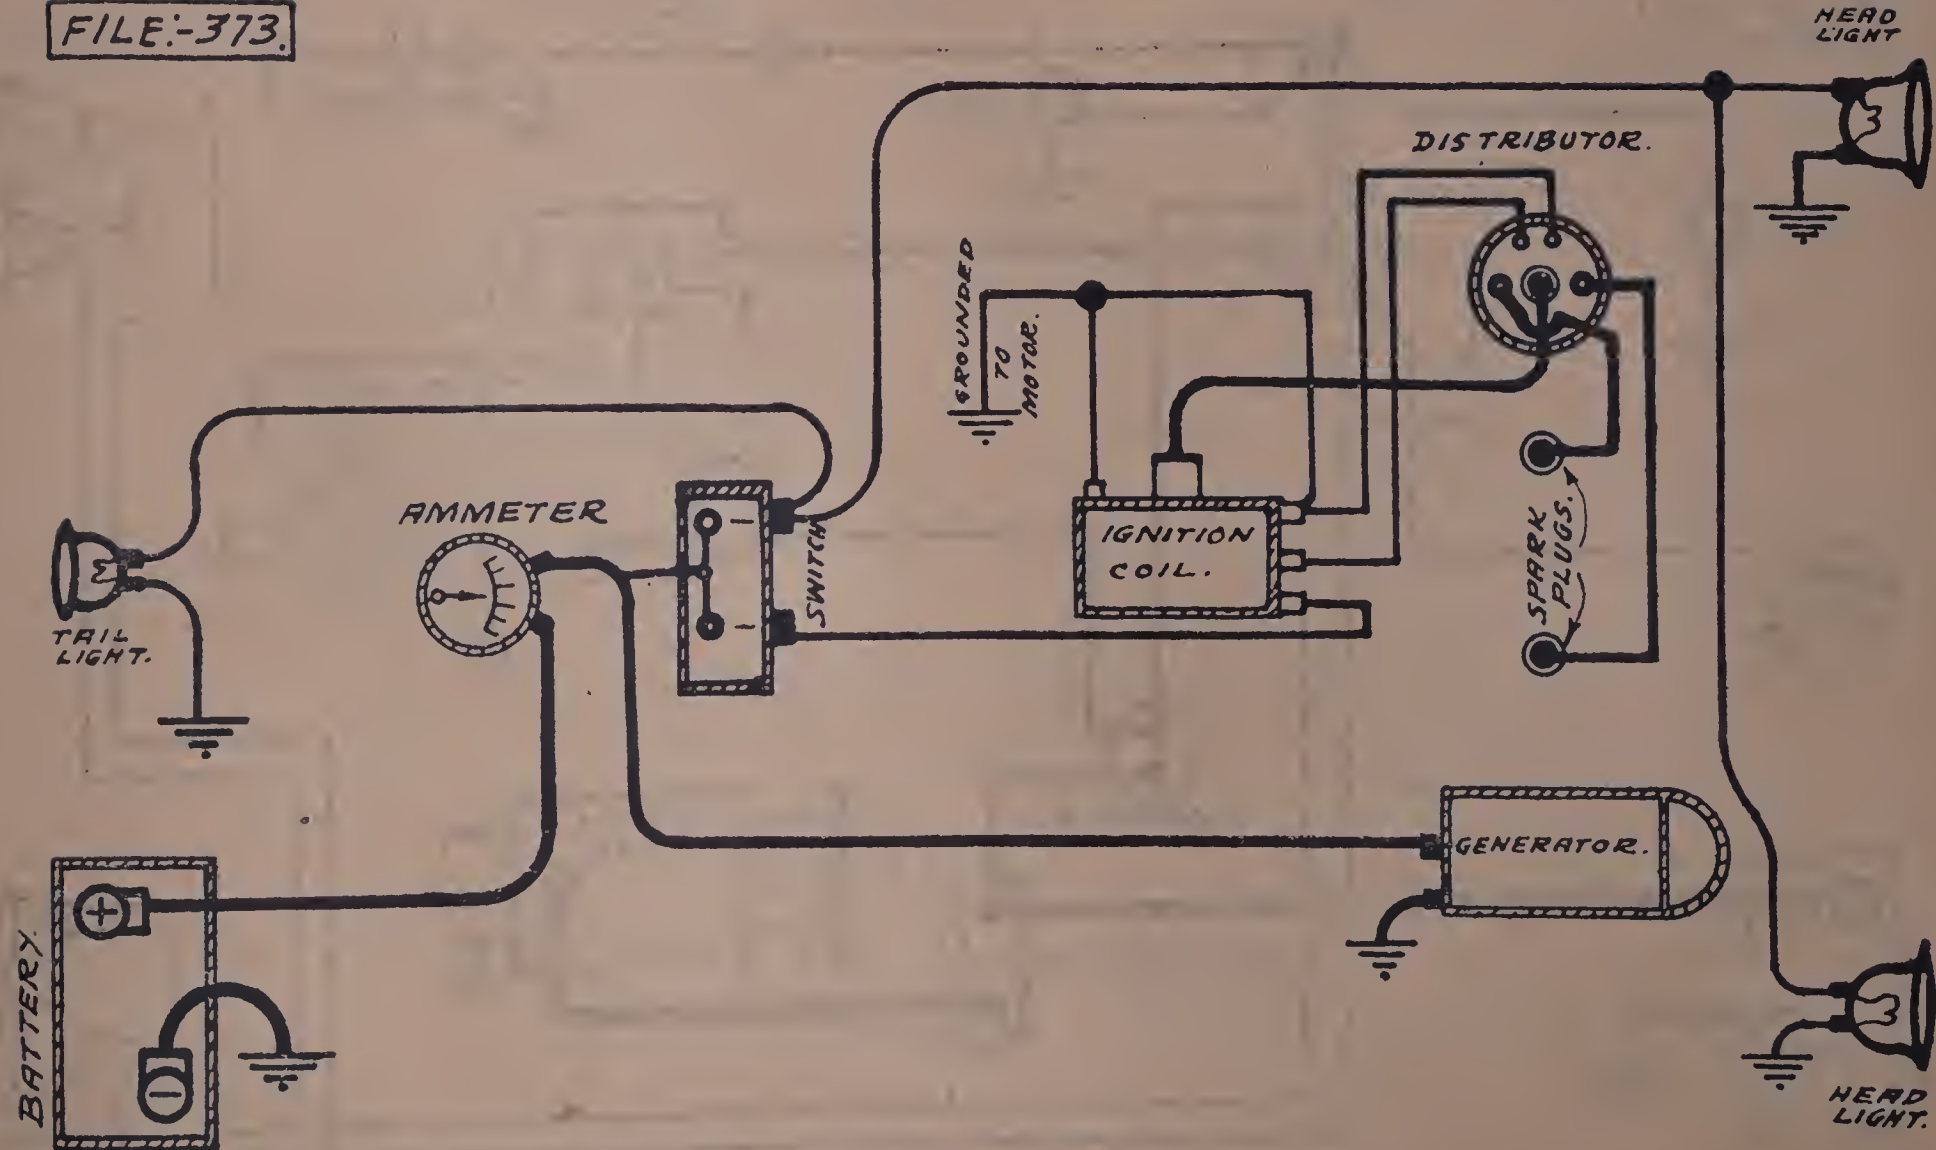 FILE:-373.
HEAD
LIGHT
DISTRIBUTOR.
GROUNDED
TO
MOTOR.
AMMETER
SWITCH
IGNITION
COIL.
SPARK
PLUGS.
TAIL
LIGHT.
GENERATOR.
BATTERY.
+
-
HEAD
LIGHT.